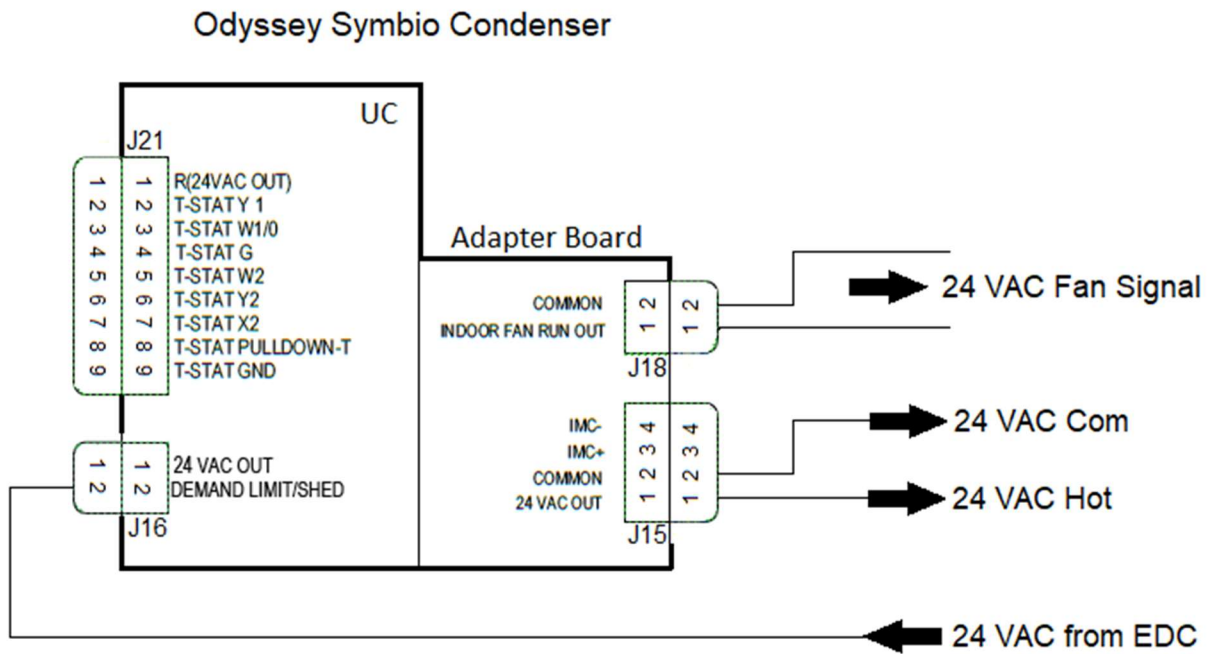 Odyssey Symbio Condenser
UC
J21
1 1 R(24VAC OUT)
2 2 T-STAT Y 1
3 3 T-STAT W1/0
4 4 T-STAT G
5 5 T-STAT W2
6 6 T-STAT Y2
7 7 T-STAT X2
8 8 T-STAT PULLDOWN-T
9 9 T-STAT GND
1 1 24 VAC OUT
2 2 DEMAND LIMIT/SHED
J16
Adapter Board
COMMON 2 2
INDOOR FAN RUN OUT 1 1
J18
24 VAC Fan Signal
IMC- 4 4
IMC+ 3 3
COMMON 2 2
24 VAC OUT 1 1
J15
24 VAC Com
24 VAC Hot
24 VAC from EDC